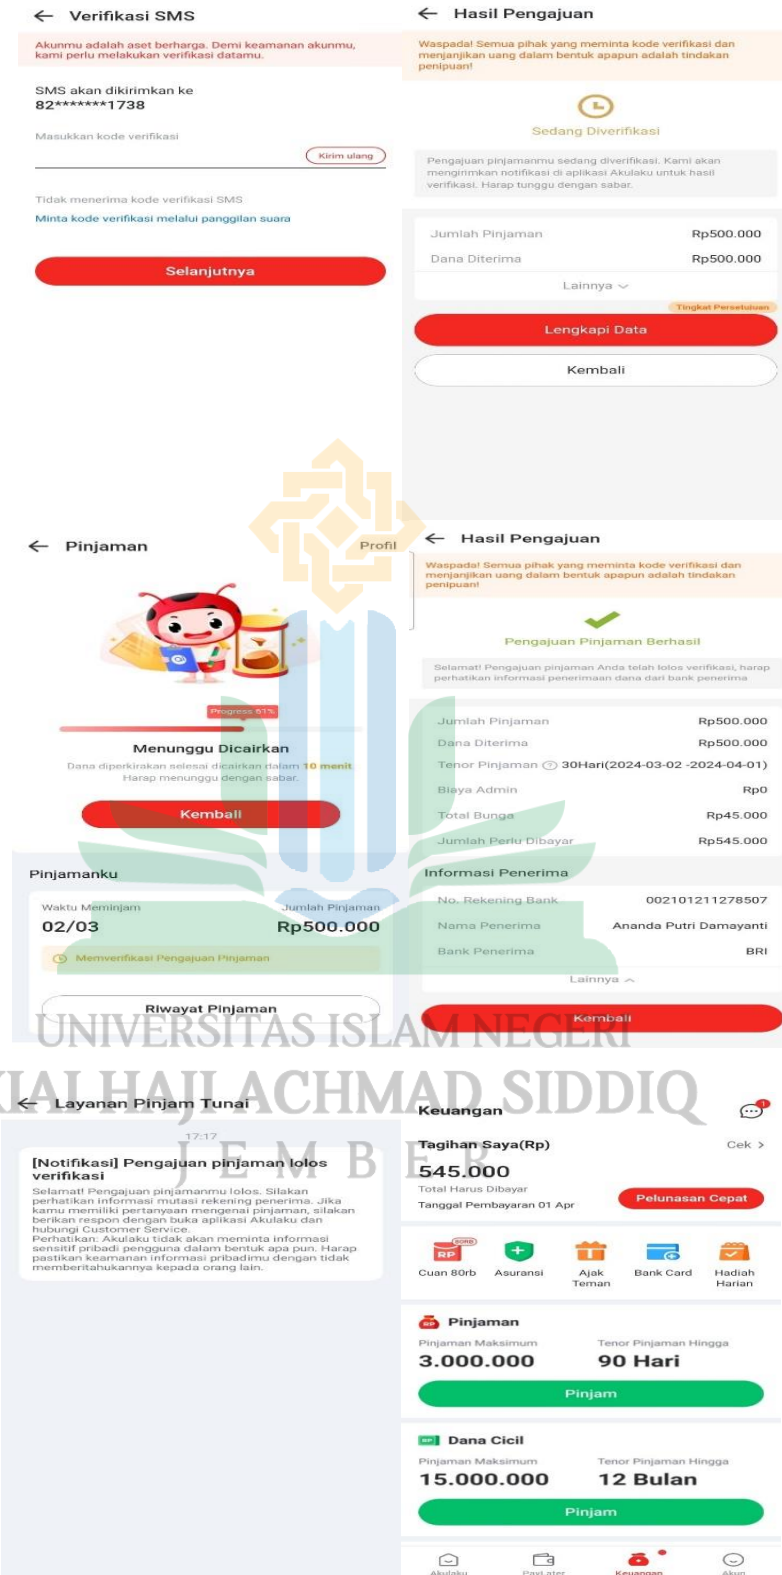 ← Verifikasi SMS
Akunmu adalah aset berharga. Demi keamanan akunmu,
kami perlu melakukan verifikasi datamu.
SMS akan dikirimkan ke
82*******1738
Masukkan kode verifikasi
Kirim ulang
Tidak menerima kode verifikasi SMS
Minta kode verifikasi melalui panggilan suara
Selanjutnya
← Hasil Pengajuan
Waspada! Semua pihak yang meminta kode verifikasi dan
menjanjikan uang dalam bentuk apapun adalah tindakan
penipuan!
Sedang Diverifikasi
Pengajuan pinjamanmu sedang diverifikasi. Kami akan
mengirimkan notifikasi di aplikasi Akulaku untuk hasil
verifikasi. Harap tunggu dengan sabar.
Jumlah Pinjaman Rp500.000
Dana Diterima Rp500.000
Lainnya
Tingkat Persetujuan
Lengkapi Data
Kembali
← Pinjaman Profil
Progress 61%
Menunggu Dicairkan
Dana diperkirakan selesai dicairkan dalam 10 menit.
Harap menunggu dengan sabar.
Kembali
Pinjamanku
Waktu Meminjam Jumlah Pinjaman
02/03 Rp500.000
Memverifikasi Pengajuan Pinjaman
Riwayat Pinjaman
← Hasil Pengajuan
Waspada! Semua pihak yang meminta kode verifikasi dan
menjanjikan uang dalam bentuk apapun adalah tindakan
penipuan!
Pengajuan Pinjaman Berhasil
Selamat! Pengajuan pinjaman Anda telah lolos verifikasi, harap
perhatikan informasi penerimaan dana dari bank penerima
Jumlah Pinjaman Rp500.000
Dana Diterima Rp500.000
Tenor Pinjaman 30Hari(2024-03-02 -2024-04-01)
Biaya Admin Rp0
Total Bunga Rp45.000
Jumlah Perlu Dibayar Rp545.000
Informasi Penerima
No. Rekening Bank 002101211278507
Nama Penerima Ananda Putri Damayanti
Bank Penerima BRI
Lainnya
Kembali
UNIVERSITAS ISLAM NEGERI
KIAI HAJI ACHMAD SIDDIQ
JEMBER
← Layanan Pinjam Tunai
17:17
[Notifikasi] Pengajuan pinjaman lolos
verifikasi
Selamat! Pengajuan pinjamanmu lolos. Silakan
perhatikan informasi mutasi rekening penerima. Jika
kamu memiliki pertanyaan mengenai pinjaman, silakan
berikan respon dengan buka aplikasi Akulaku dan
hubungi Customer Service.
Perhatikan: Akulaku tidak akan meminta informasi
sensitif pribadi pengguna dalam bentuk apa pun. Harap
pastikan keamanan informasi pribadimu dengan tidak
memberitahukannya kepada orang lain.
Keuangan
1
Tagihan Saya(Rp) Cek >
545.000
Total Harus Dibayar
Tanggal Pembayaran 01 Apr
Pelunasan Cepat
80RB
RP
Cuan 80rb Asuransi Ajak
Teman Bank Card Hadiah
Harian
RP Pinjaman
Pinjaman Maksimum Tenor Pinjaman Hingga
3.000.000 90 Hari
Pinjam
RP Dana Cicil
Pinjaman Maksimum Tenor Pinjaman Hingga
15.000.000 12 Bulan
Pinjam
Akulaku PayLater Keuangan Akun